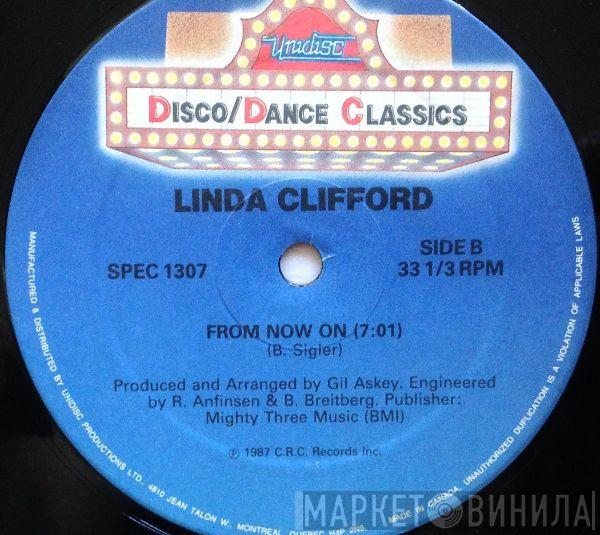 Unidisc
DISCO/DANCE CLASSICS
LINDA CLIFFORD
SPEC 1307
SIDE B
33 1/3 RPM
FROM NOW ON (7:01)
(B. Sigler)
Produced and Arranged by Gil Askey. Engineered
by R. Anfinsen & B. Breitberg. Publisher:
Mighty Three Music (BMI)
℗ 1987 C.R.C. Records Inc.
MANUFACTURED & DISTRIBUTED BY UNIDISC PRODUCTIONS LTD., 4810 JEAN TALON W., MONTREAL, QUEBEC H4P 2N5. MADE IN CANADA. UNAUTHORIZED DUPLICATION IS A VIOLATION OF APPLICABLE LAWS
МАРКЕТ ВИНИЛА